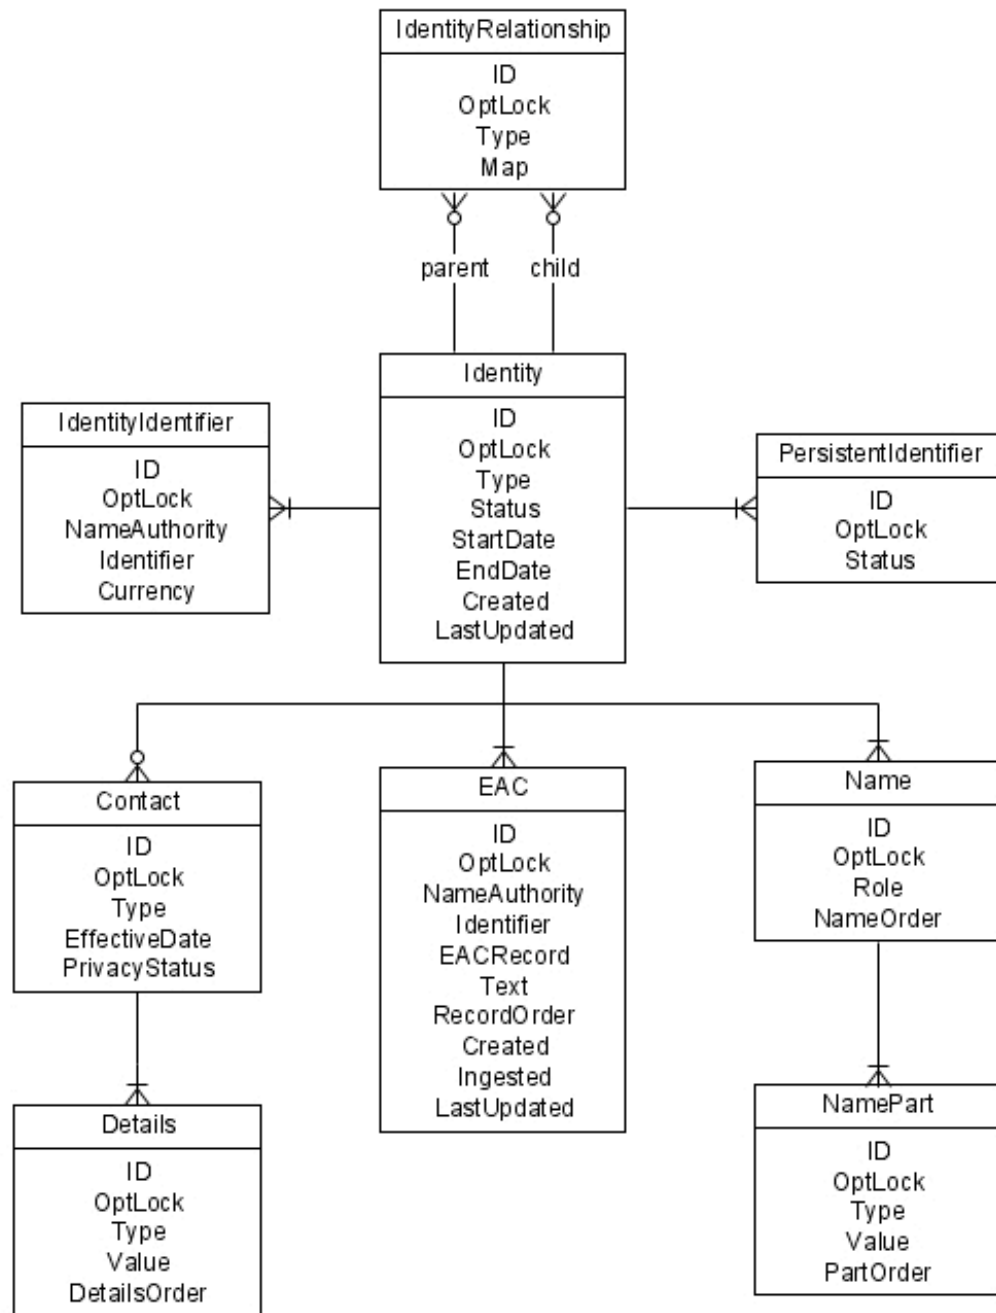 IdentityRelationship
ID
OptLock
Type
Map
parent
child
Identity
ID
OptLock
Type
Status
StartDate
EndDate
Created
LastUpdated
IdentityIdentifier
ID
OptLock
NameAuthority
Identifier
Currency
PersistentIdentifier
ID
OptLock
Status
Contact
ID
OptLock
Type
EffectiveDate
PrivacyStatus
EAC
ID
OptLock
NameAuthority
Identifier
EACRecord
Text
RecordOrder
Created
Ingested
LastUpdated
Name
ID
OptLock
Role
NameOrder
Details
ID
OptLock
Type
Value
DetailsOrder
NamePart
ID
OptLock
Type
Value
PartOrder